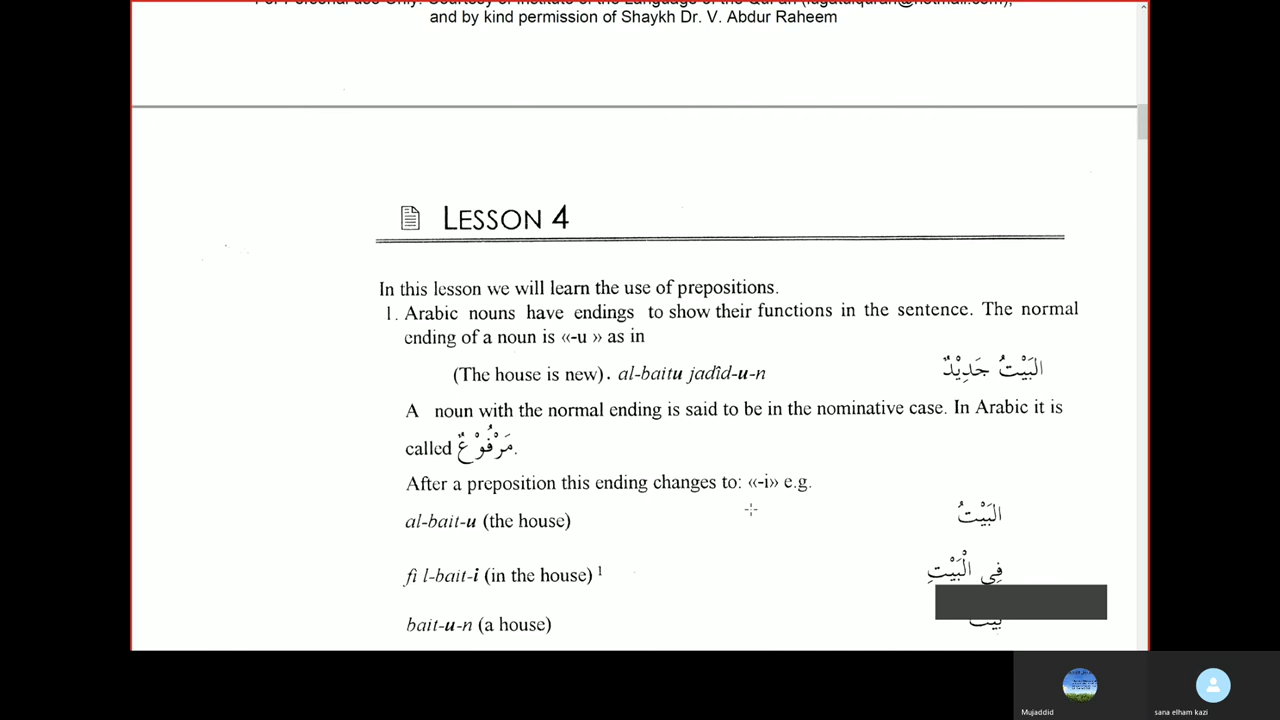 and by kind permission of Shaykh Dr. V. Abdur Raheem
LESSON 4
In this lesson we will learn the use of prepositions.
1. Arabic nouns have endings to show their functions in the sentence. The normal
ending of a noun is «-u » as in
(The house is new). al-baitu jadîd-u-n البَيْتُ جَدِيْدٌ
A noun with the normal ending is said to be in the nominative case. In Arabic it is
called مَرْفُوْعٌ.
After a preposition this ending changes to: «-i» e.g.
al-bait-u (the house) البَيْتُ
fi l-bait-i (in the house) 1 فِي الْبَيْتِ
bait-u-n (a house)
Mujaddid
sana elham kazi